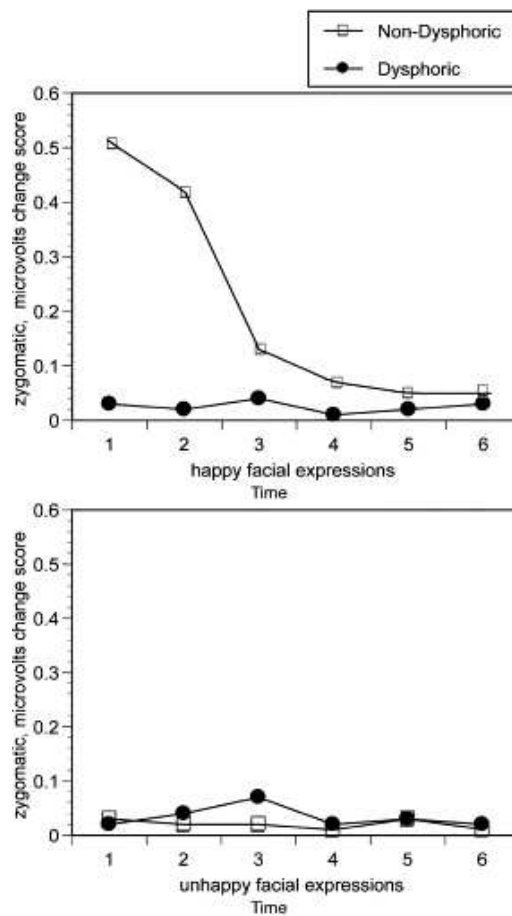 Non-Dysphoric
Dysphoric
zygomatic, microvolts change score
0.6
0.5
0.4
0.3
0.2
0.1
0
1 2 3 4 5 6
happy facial expressions
Time
zygomatic, microvolts change score
0.6
0.5
0.4
0.3
0.2
0.1
0
1 2 3 4 5 6
unhappy facial expressions
Time